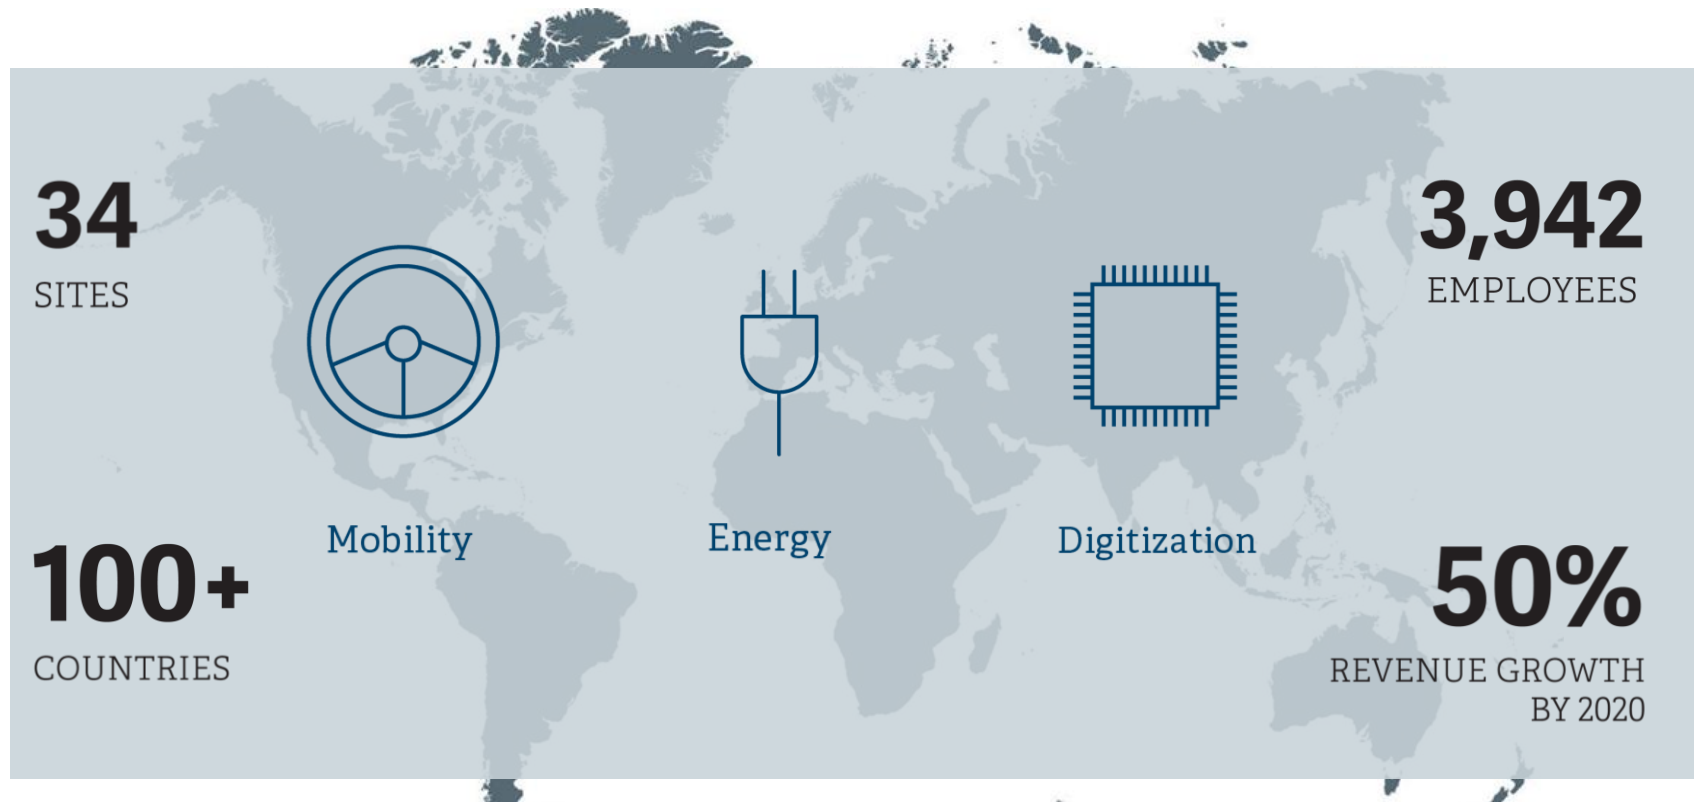 34
SITES
3,942
EMPLOYEES
Mobility
Energy
Digitization
100+
COUNTRIES
50%
REVENUE GROWTH
BY 2020